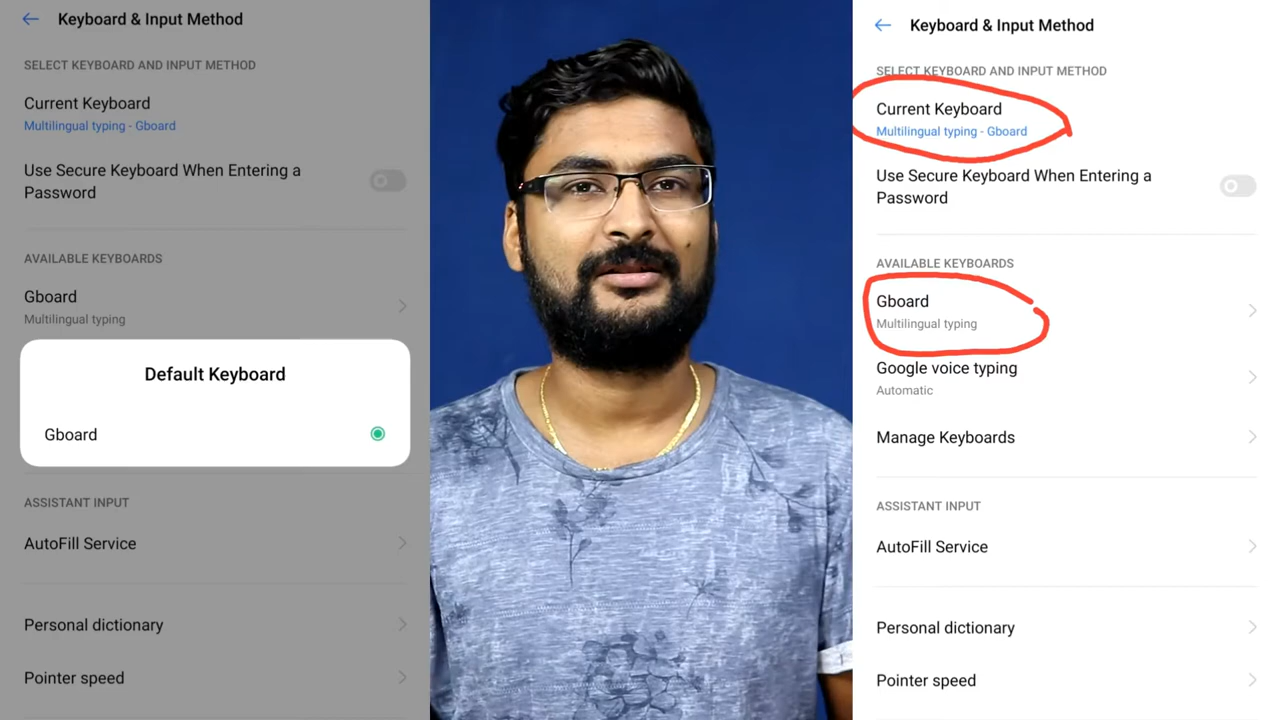 Keyboard & Input Method
SELECT KEYBOARD AND INPUT METHOD
Current Keyboard
Multilingual typing - Gboard
Use Secure Keyboard When Entering a
Password
AVAILABLE KEYBOARDS
Gboard
Multilingual typing
Default Keyboard
Gboard
ASSISTANT INPUT
AutoFill Service
Personal dictionary
Pointer speed
Keyboard & Input Method
SELECT KEYBOARD AND INPUT METHOD
Current Keyboard
Multilingual typing - Gboard
Use Secure Keyboard When Entering a
Password
AVAILABLE KEYBOARDS
Gboard
Multilingual typing
Google voice typing
Automatic
Manage Keyboards
ASSISTANT INPUT
AutoFill Service
Personal dictionary
Pointer speed